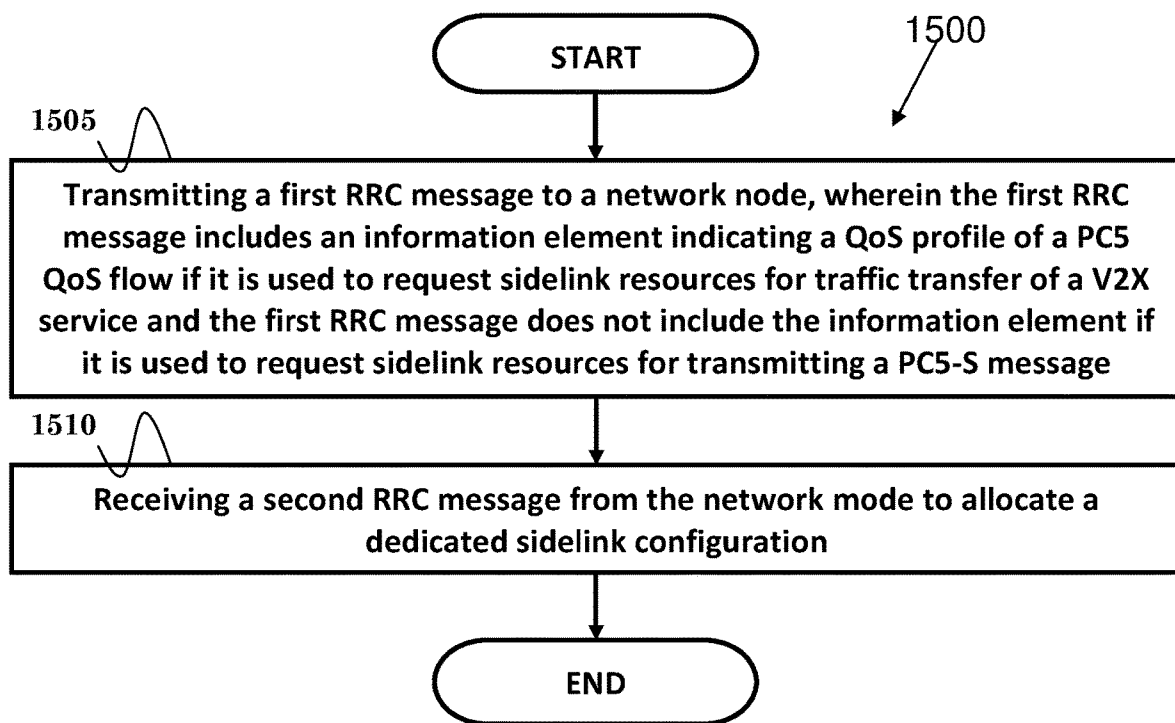 1500
START
1505
Transmitting a first RRC message to a network node, wherein the first RRC
message includes an information element indicating a QoS profile of a PC5
QoS flow if it is used to request sidelink resources for traffic transfer of a V2X
service and the first RRC message does not include the information element if
it is used to request sidelink resources for transmitting a PC5-S message
1510
Receiving a second RRC message from the network mode to allocate a
dedicated sidelink configuration
END